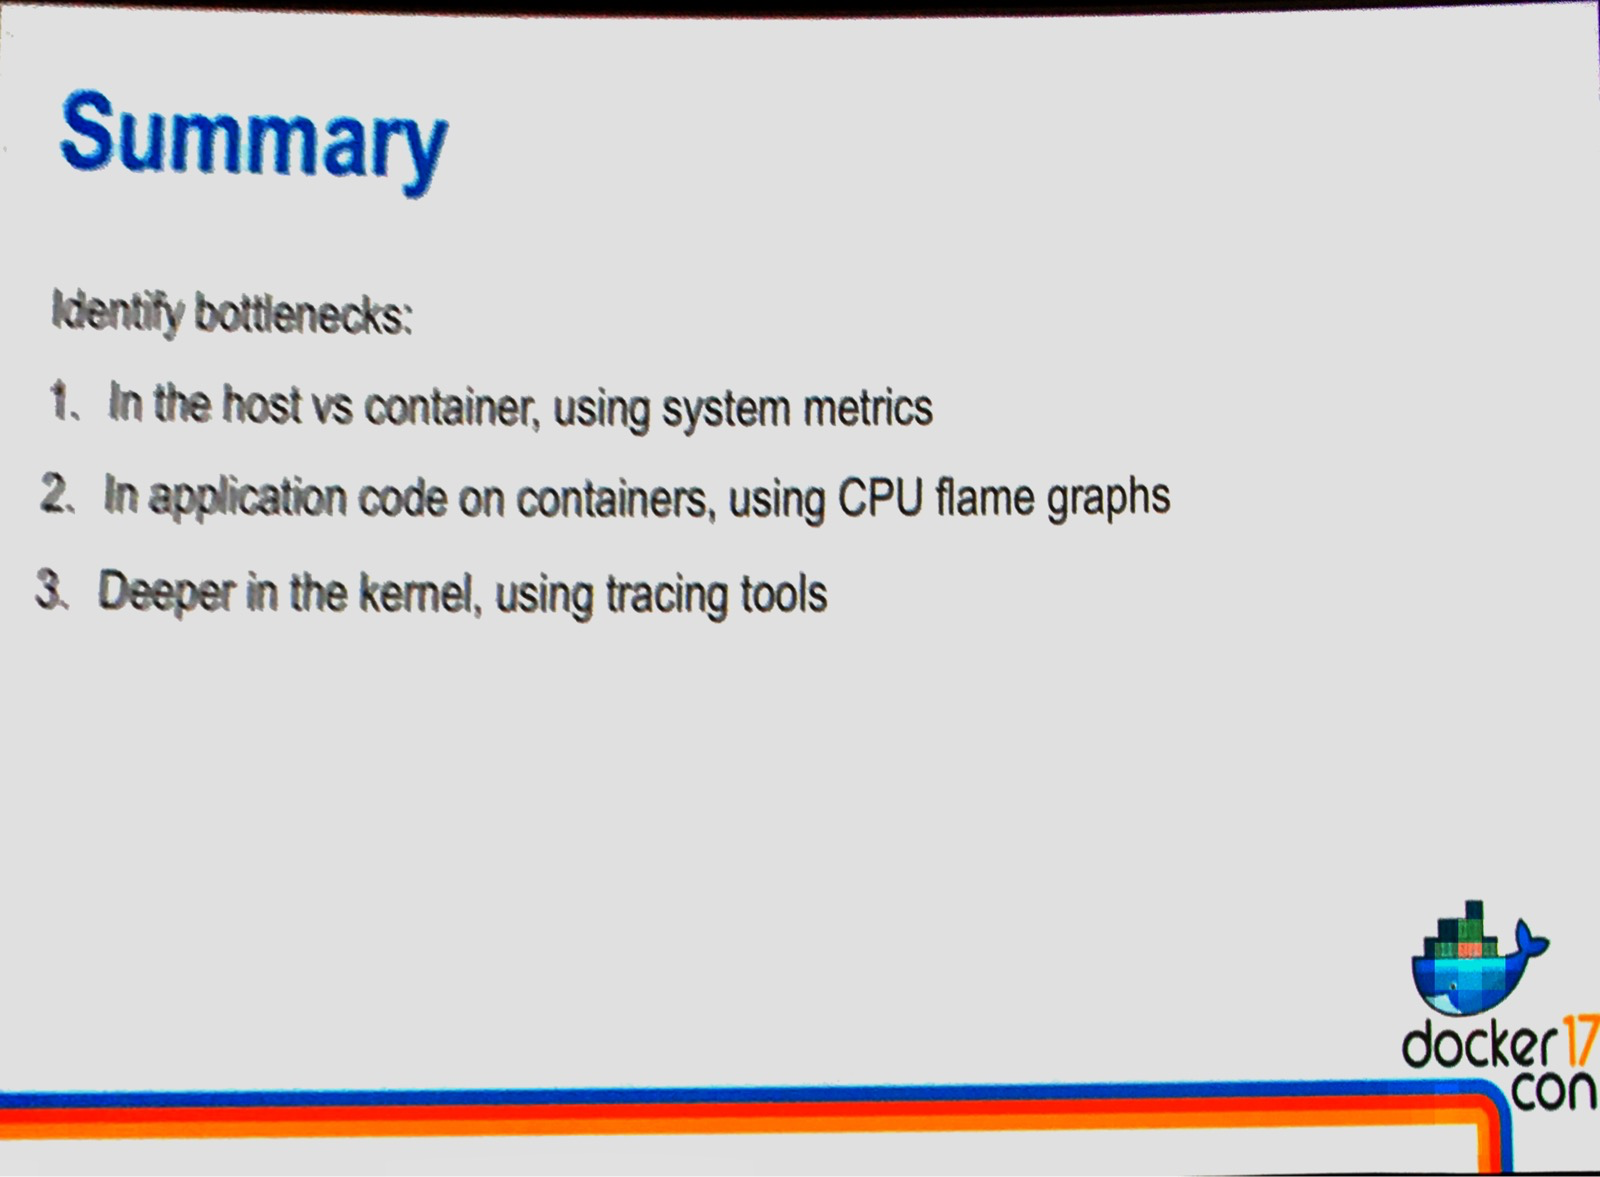 Summary
Identify bottlenecks:
1. In the host vs container, using system metrics
2. In application code on containers, using CPU flame graphs
3. Deeper in the kernel, using tracing tools
docker 17
con